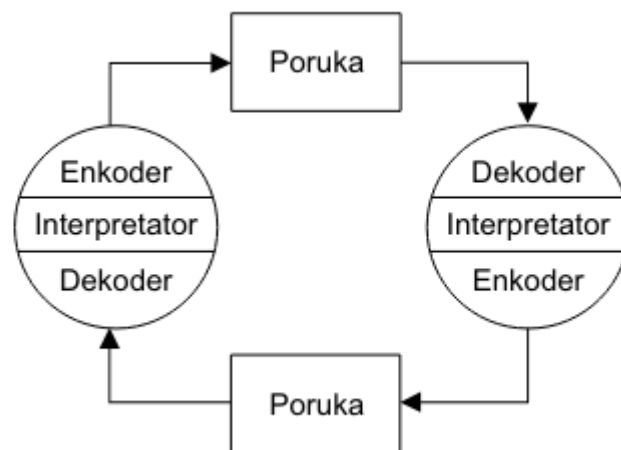 Poruka
Enkoder
Interpretator
Dekoder
Dekoder
Interpretator
Enkoder
Poruka